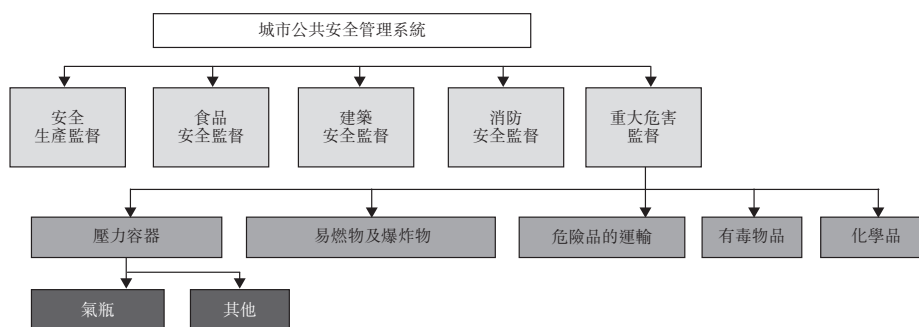 城市公共安全管理系統
安全
生產監督
食品
安全監督
建築
安全監督
消防
安全監督
重大危害
監督
壓力容器
易燃物及爆炸物
危險品的運輸
有毒物品
化學品
氣瓶
其他